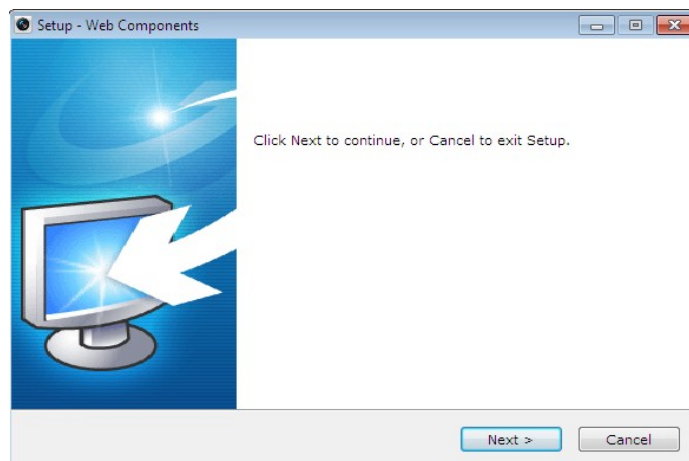 Setup - Web Components
Click Next to continue, or Cancel to exit Setup.
Next >
Cancel